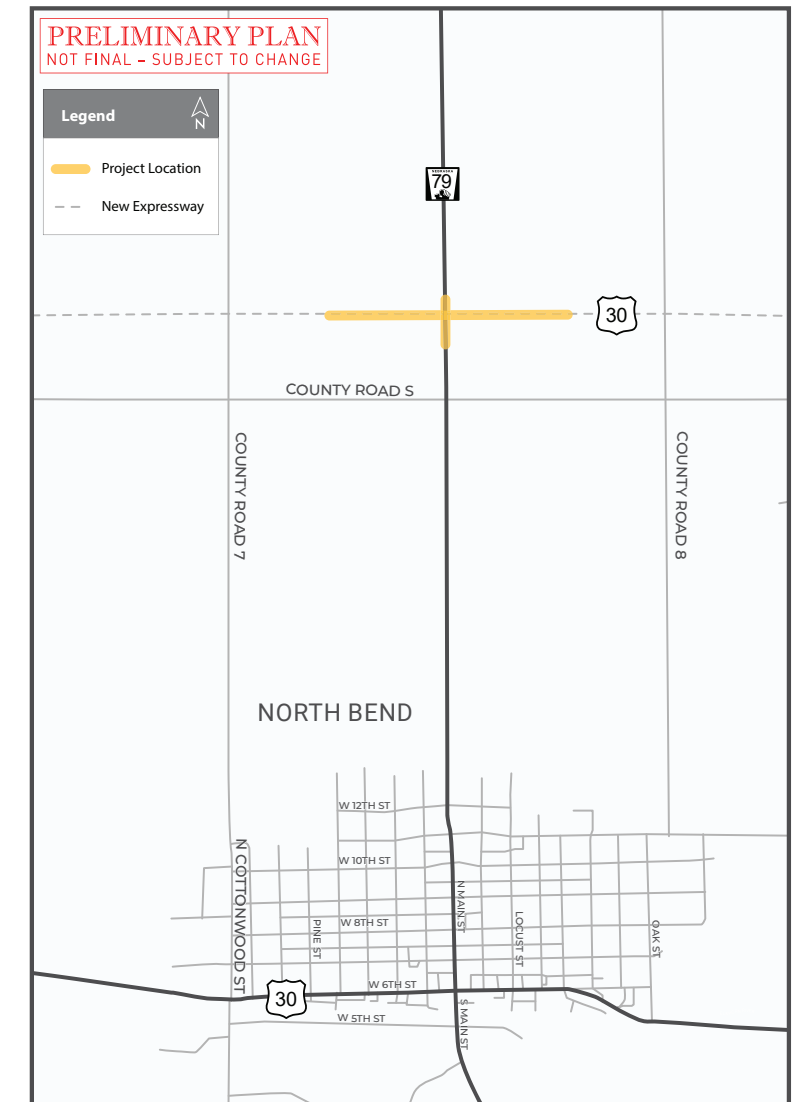 PRELIMINARY PLAN
NOT FINAL – SUBJECT TO CHANGE
Legend
N
Project Location
New Expressway
NEBRASKA
79
30
COUNTY ROAD S
COUNTY ROAD 7
COUNTY ROAD 8
NORTH BEND
W 12TH ST
W 10TH ST
N COTTONWOOD ST
N MAIN ST
PINE ST
W 8TH ST
LOCUST ST
OAK ST
W 6TH ST
30
W 5TH ST
S MAIN ST